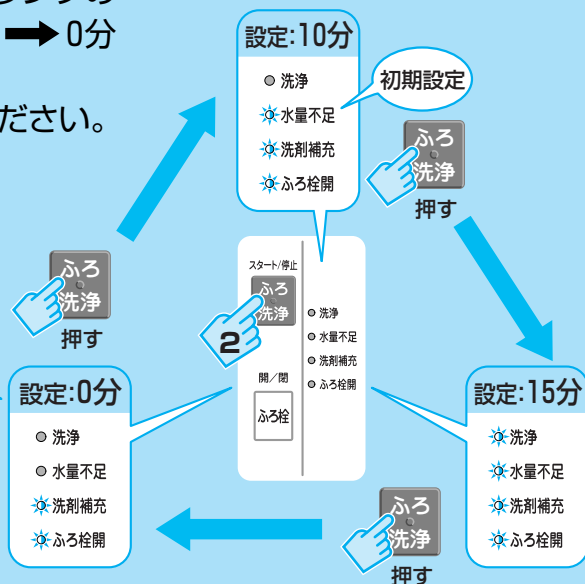 ➡0分
ださい。
設定:10分
洗浄
水量不足
洗剤補充
ふろ栓開
初期設定
ふろ
洗浄
押す
ふろ
洗浄
押す
スタート/停止
ふろ
洗浄
2
開/閉
ふろ栓
洗浄
水量不足
洗剤補充
ふろ栓開
設定:0分
洗浄
水量不足
洗剤補充
ふろ栓開
設定:15分
洗浄
水量不足
洗剤補充
ふろ栓開
ふろ
洗浄
押す